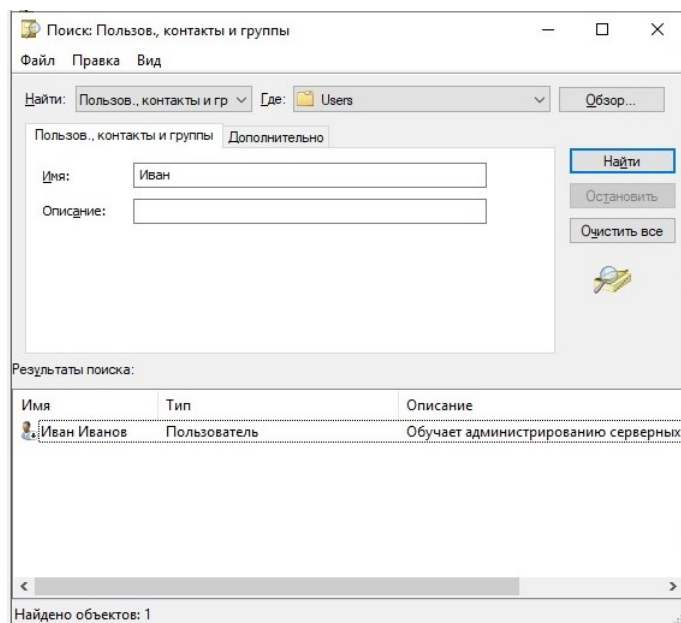 Поиск: Пользов., контакты и группы
Файл Правка Вид
Найти: Пользов., контакты и гр Где: Users Обзор...
Пользов., контакты и группы Дополнительно
Имя: Иван
Найти
Описание:
Остановить
Очистить все
Результаты поиска:
Имя Тип Описание
Иван Иванов Пользователь Обучает администрированию серверных
Найдено объектов: 1